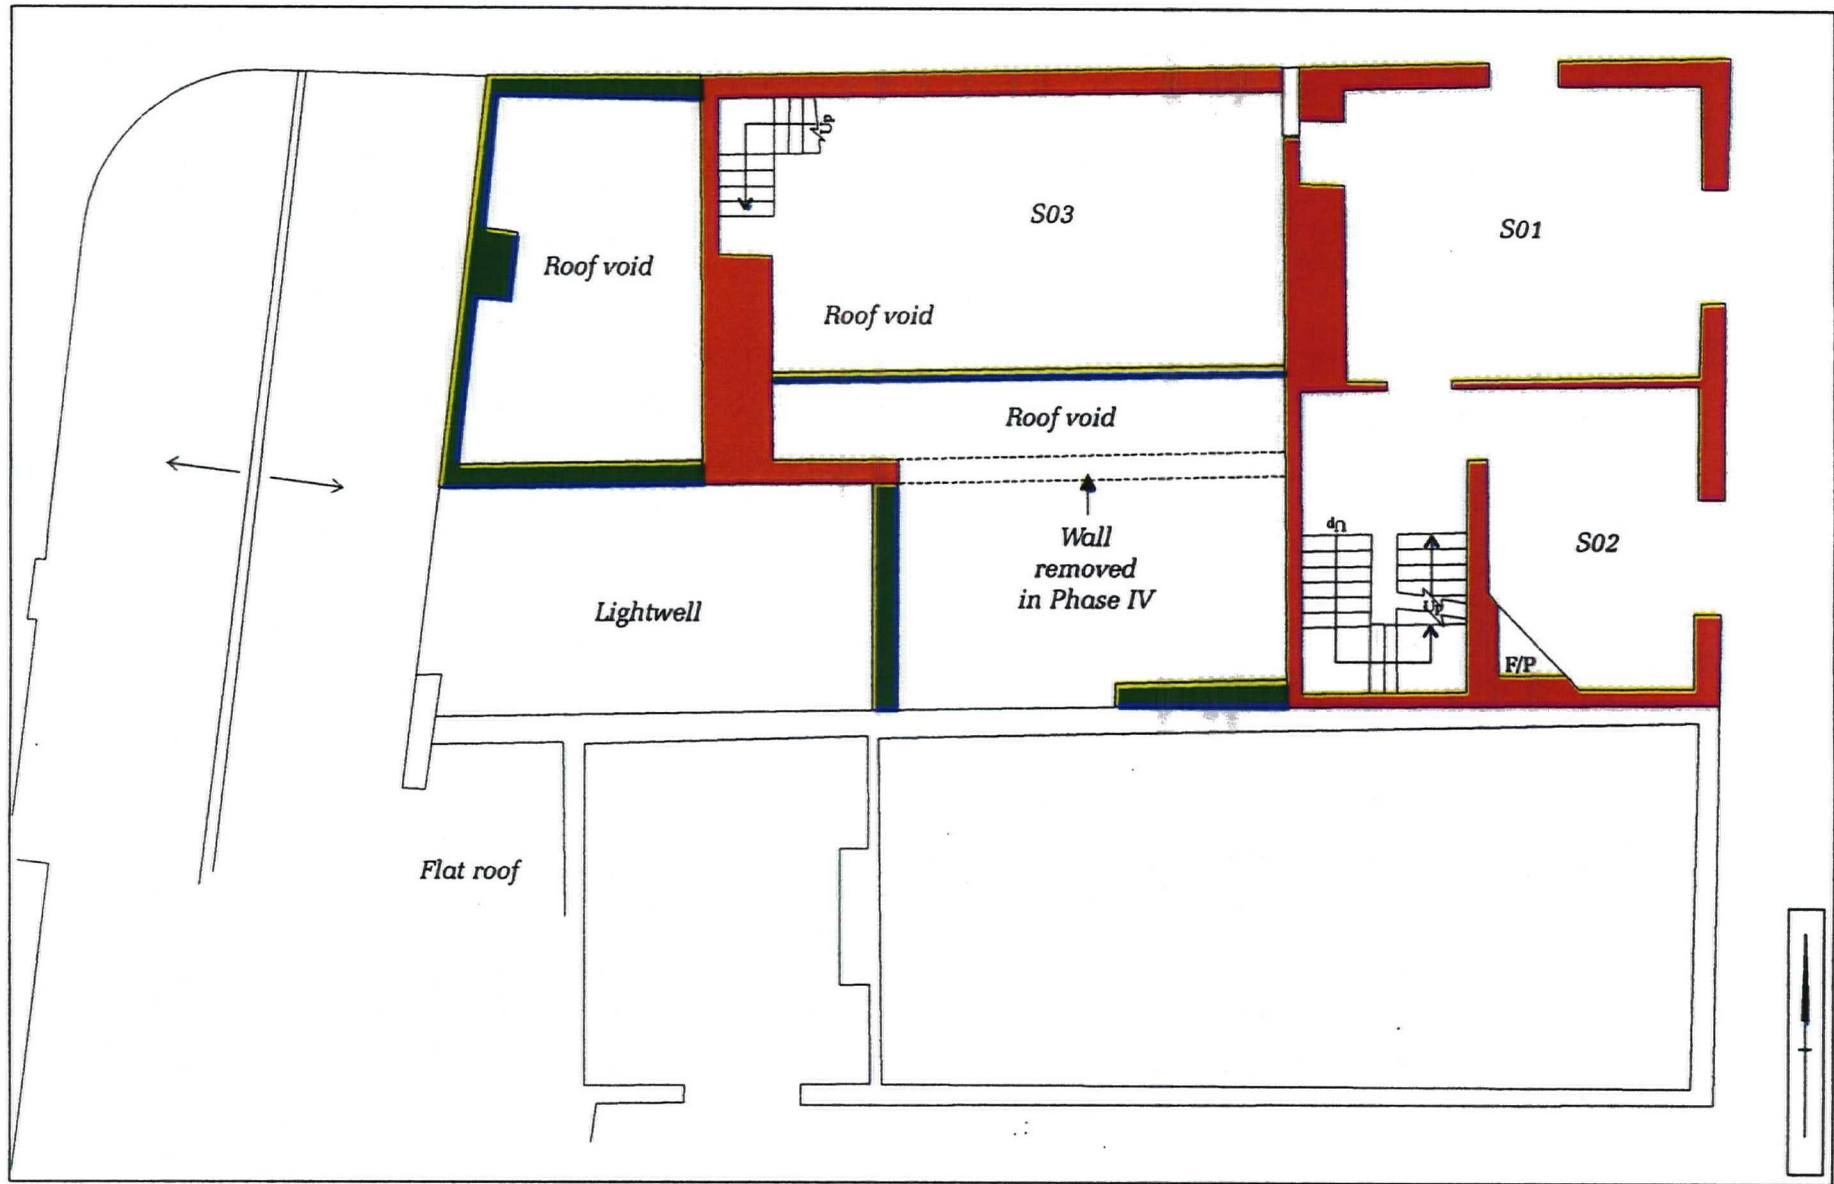 Up
S03
S01
Roof void
Roof void
Roof void
Up
Wall
removed
in Phase IV
S02
Lightwell
Up
F/P
Flat roof